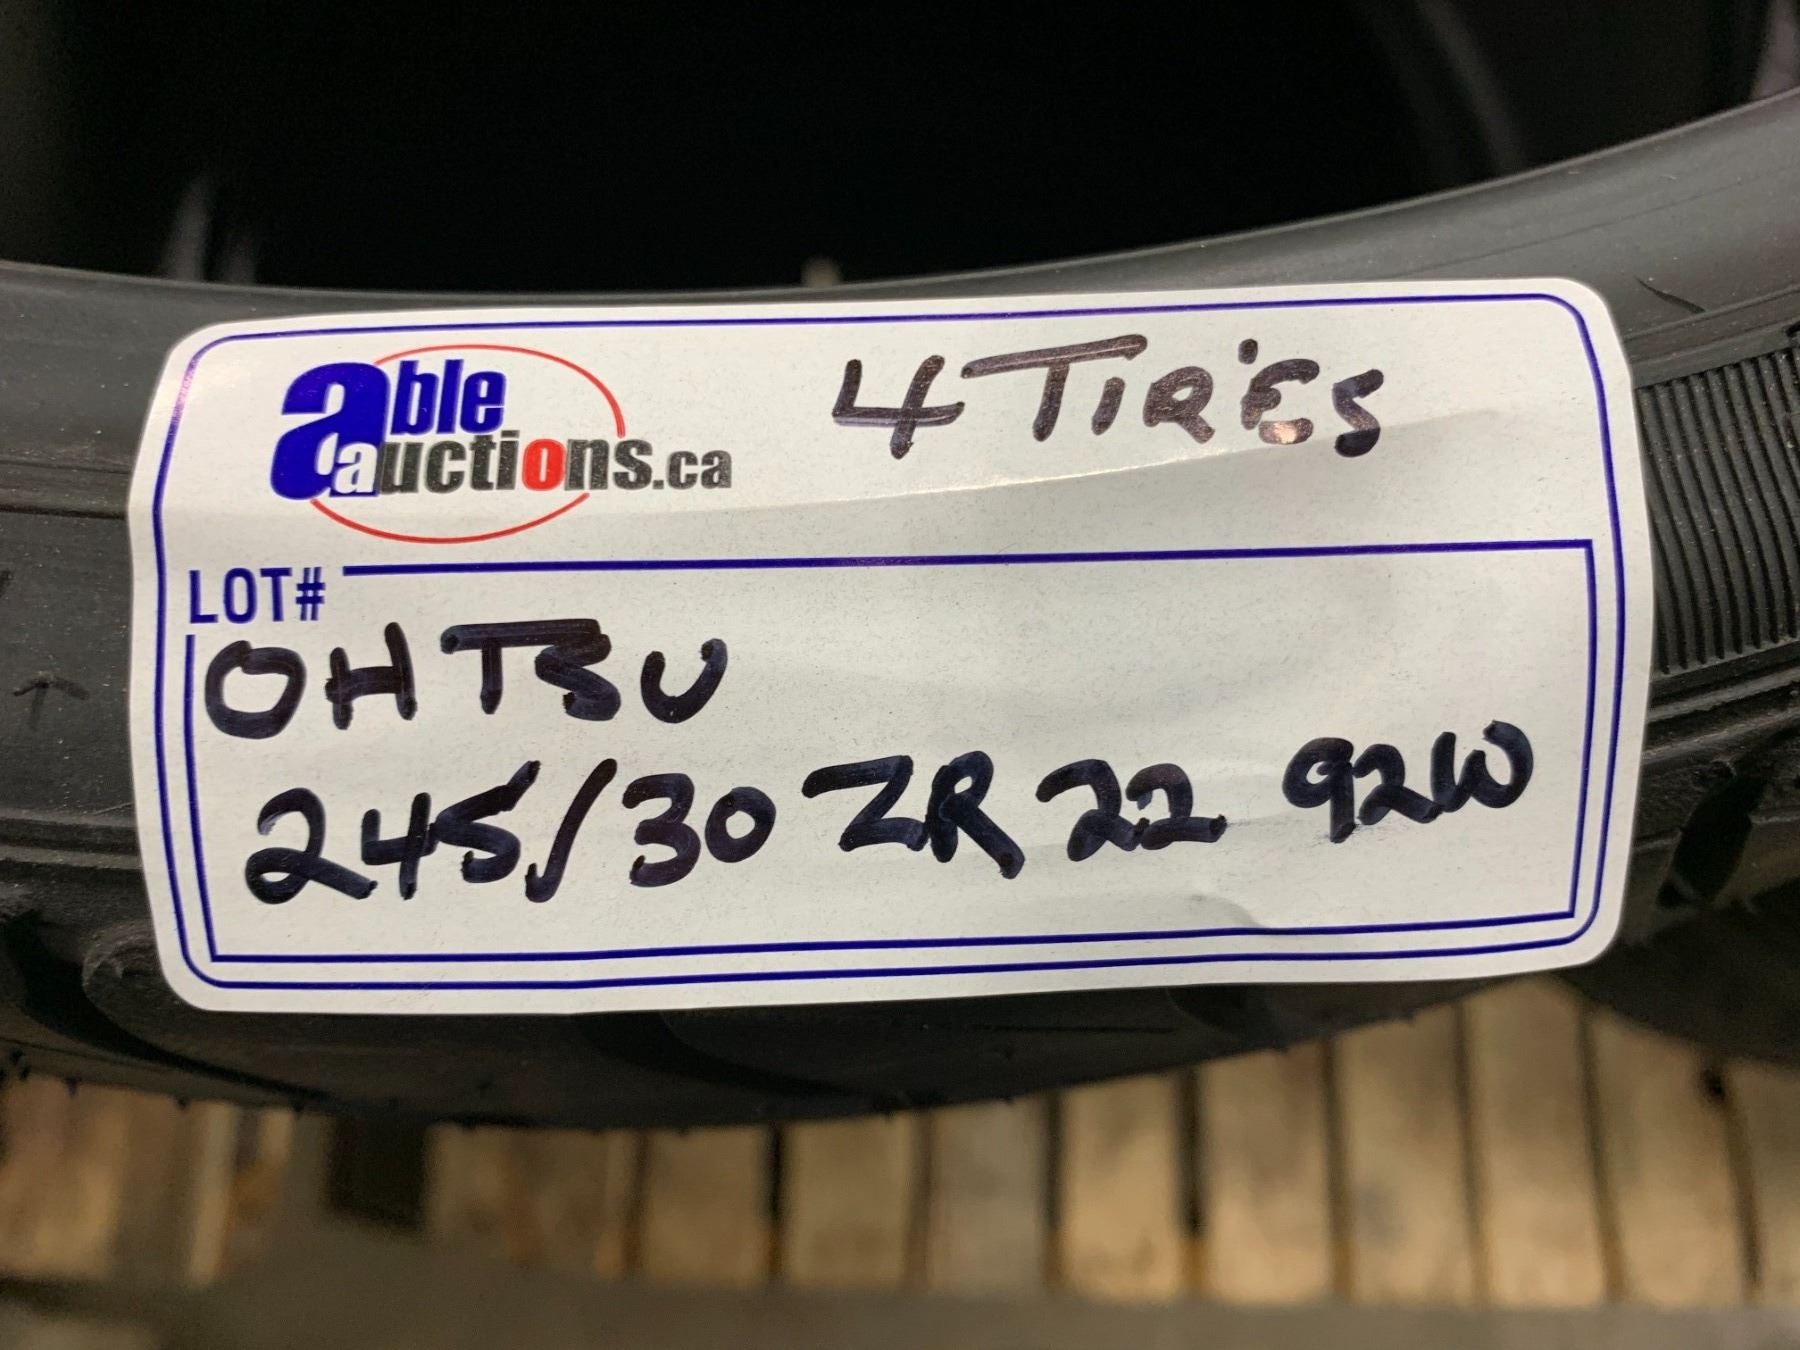 able auctions.ca
4 TIRES
LOT#
OHTSU
245/30 ZR 22 92W